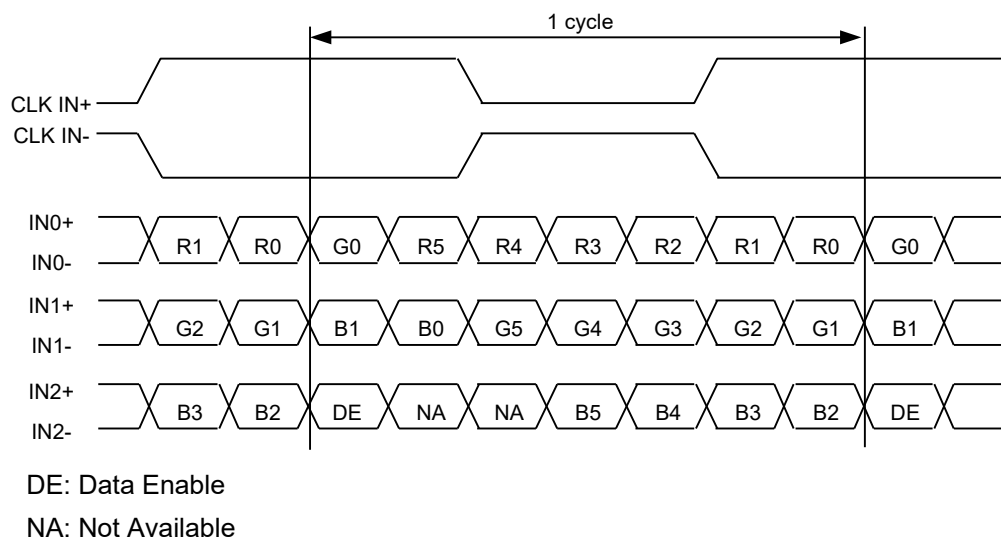 1 cycle
CLK IN+
CLK IN-
IN0+
R1 R0 G0 R5 R4 R3 R2 R1 R0 G0
IN0-
IN1+
G2 G1 B1 B0 G5 G4 G3 G2 G1 B1
IN1-
IN2+
B3 B2 DE NA NA B5 B4 B3 B2 DE
IN2-
DE: Data Enable
NA: Not Available